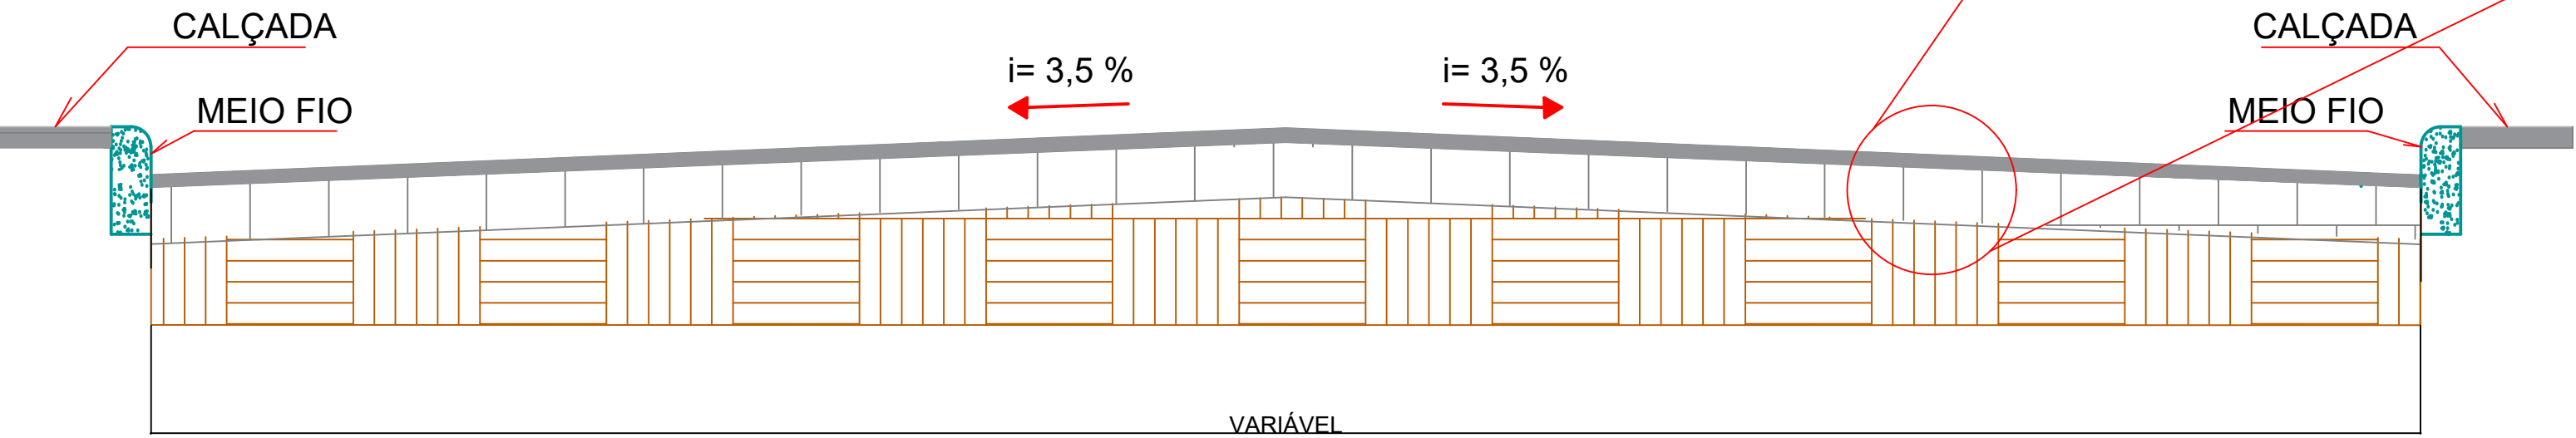 CALÇADA
CALÇADA
i= 3,5 %
i= 3,5 %
MEIO FIO
MEIO FIO
VARIÁVEL